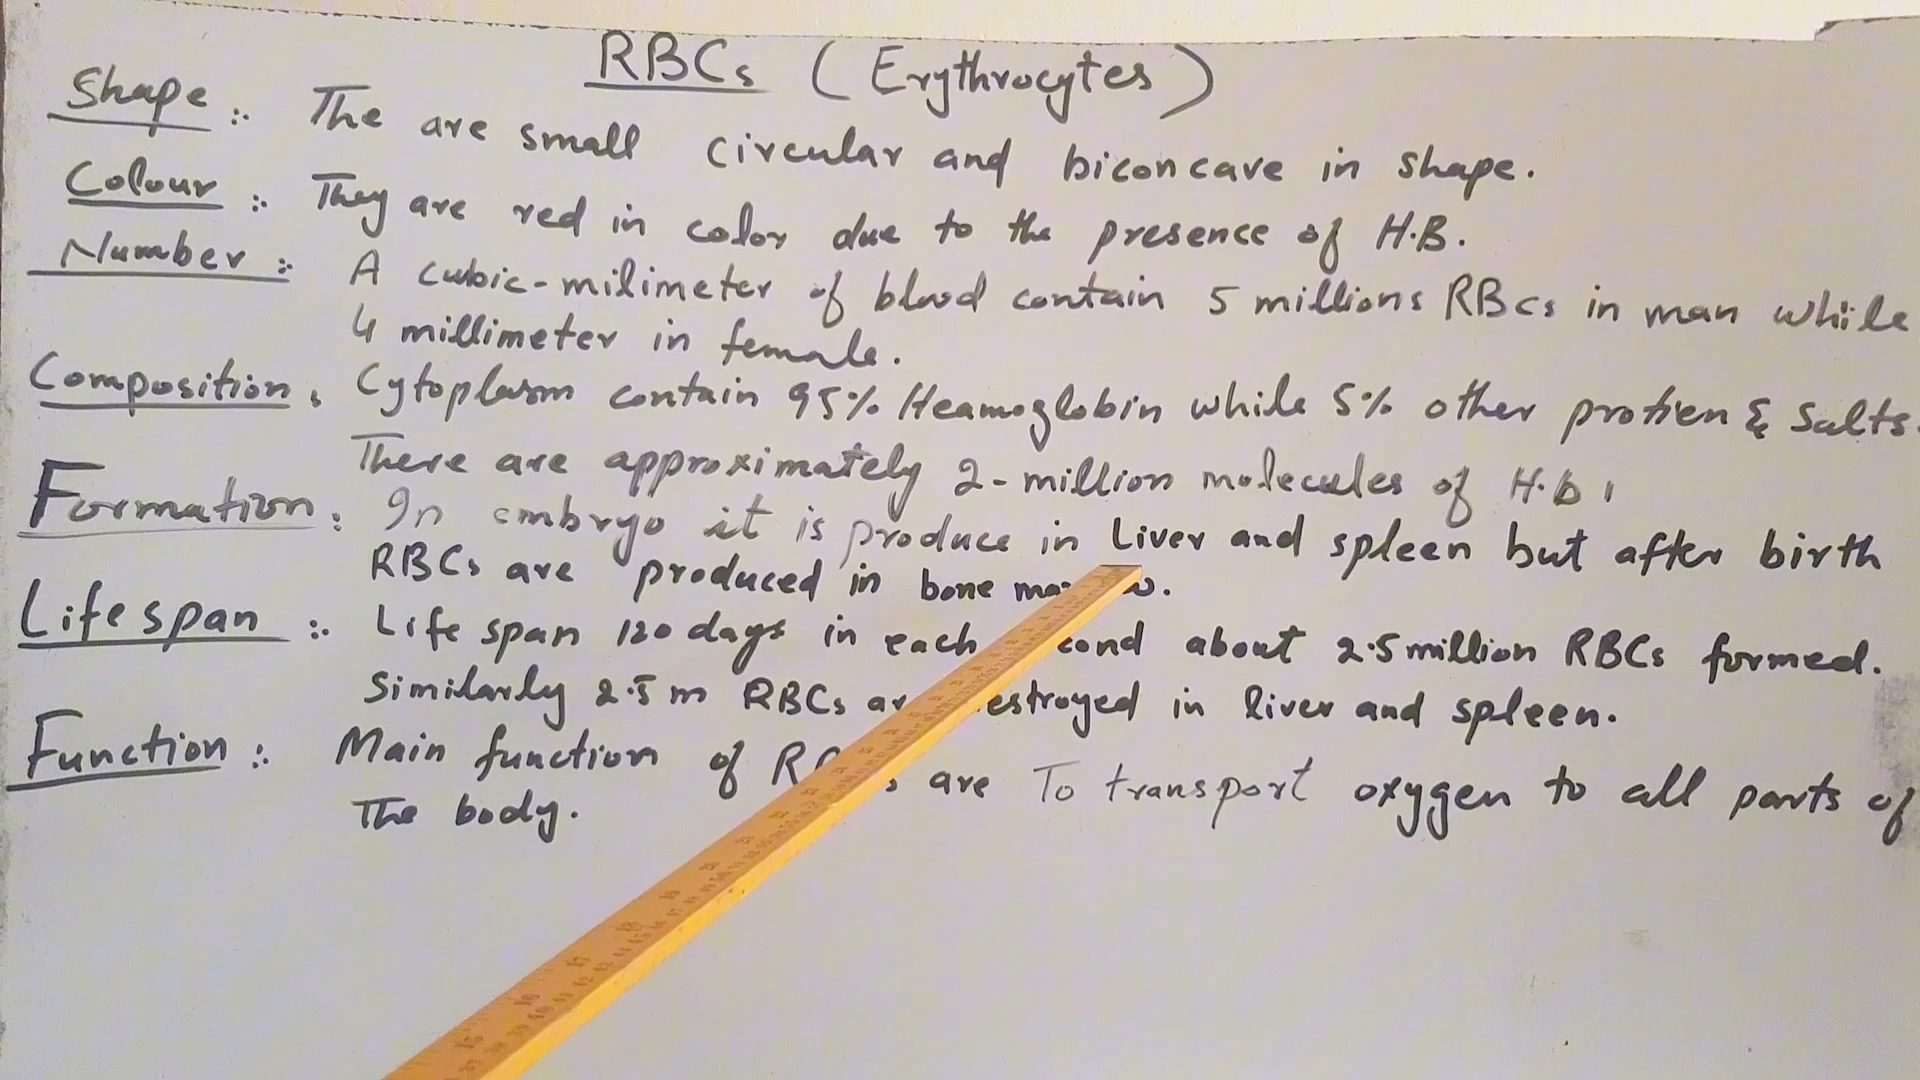 RBCs (Erythrocytes)
Shape :. The are small circular and biconcave in shape.
Colour :. They are red in color due to the presence of H.B.
Number :. A cubic-milimeter of blood contain 5 millions RBCs in man while
4 millimeter in female.
Composition : Cytoplasm contain 95% Heamoglobin while 5% other protien & Salts.
There are approximately 2-million molecules of H.b,
Formation : In embryo it is produce in Liver and spleen but after birth
RBCs are produced in bone
Life span :. Life span 120 days in each about 2.5 million RBCs formed.
Similarly 2.5 m RBCs in liver and spleen.
Function :. Main function of are To transport oxygen to all parts of
The body.